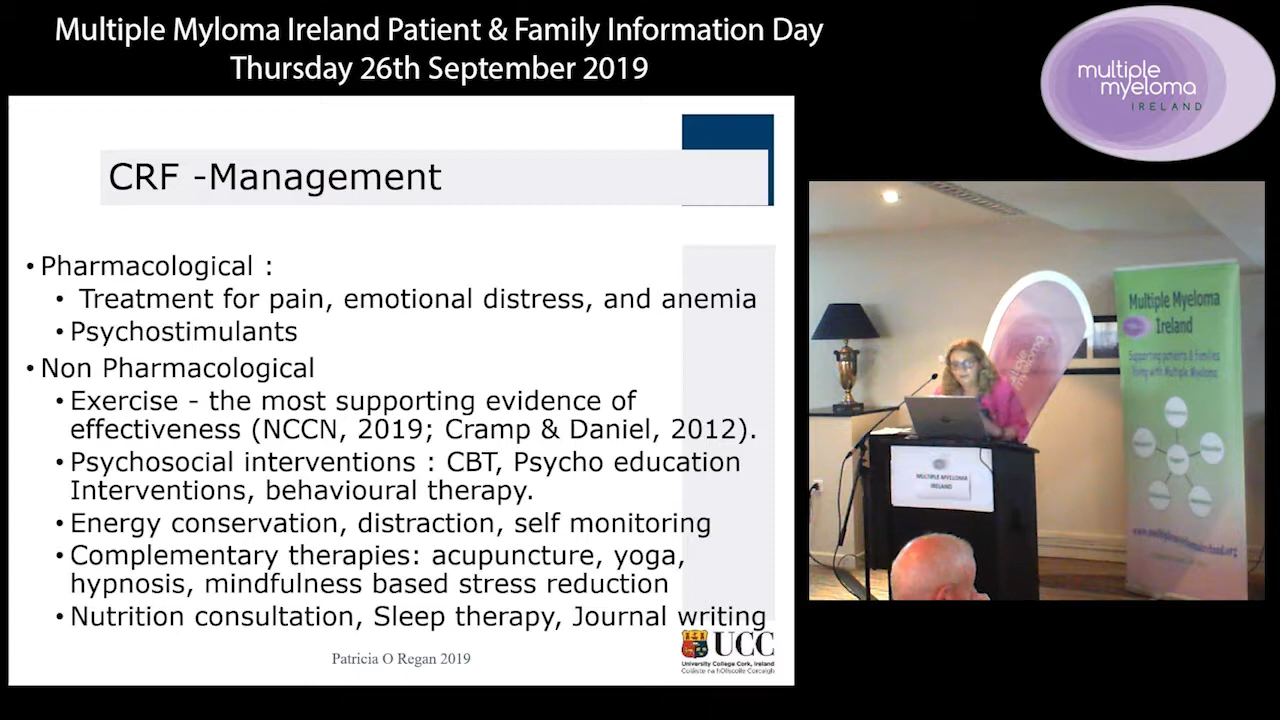 Multiple Myloma Ireland Patient & Family Information Day
Thursday 26th September 2019
multiple
myeloma
IRELAND
CRF -Management
• Pharmacological :
• Treatment for pain, emotional distress, and anemia
• Psychostimulants
• Non Pharmacological
• Exercise - the most supporting evidence of
effectiveness (NCCN, 2019; Cramp & Daniel, 2012).
• Psychosocial interventions : CBT, Psycho education
Interventions, behavioural therapy.
• Energy conservation, distraction, self monitoring
• Complementary therapies: acupuncture, yoga,
hypnosis, mindfulness based stress reduction
• Nutrition consultation, Sleep therapy, Journal writing
Patricia O Regan 2019
UCC
University College Cork, Ireland
Coláiste na hOllscoile Corcaigh
multiple
myeloma
MULTIPLE MYELOMA
IRELAND
Multiple Myeloma
Ireland
Supporting patients & families
living with Multiple Myeloma